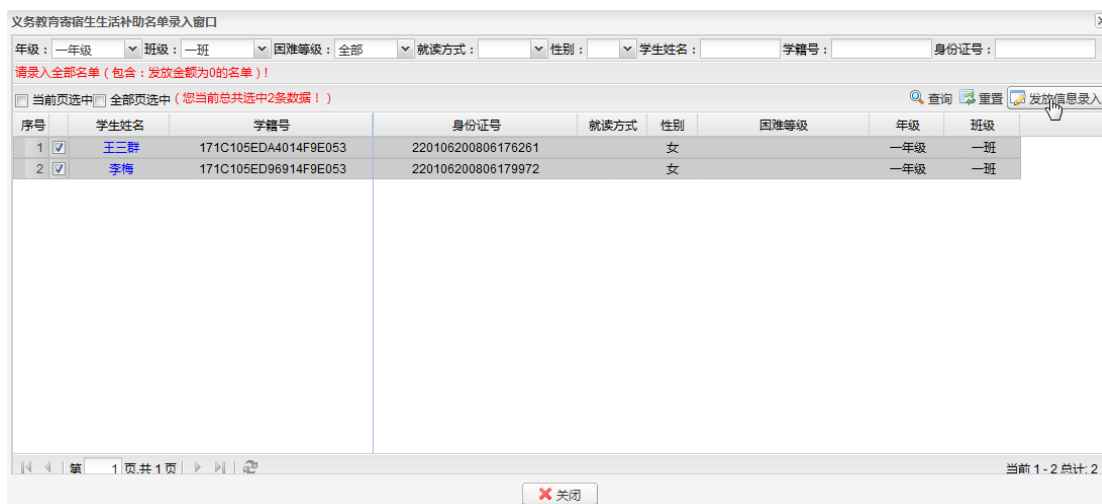 义务教育寄宿生生活补助名单录入窗口
年级：一年级 班级：一班 困难等级：全部 就读方式： 性别： 学生姓名： 学籍号： 身份证号：
请录入全部名单（包含：发放金额为0的名单）！
当前页选中 全部页选中（您当前总共选中2条数据！） 查询 重置 发放信息录入
序号 学生姓名 学籍号 身份证号 就读方式 性别 困难等级 年级 班级
1 王三群 171C105EDA4014F9E053 220106200806176261 女 一年级 一班
2 李梅 171C105ED96914F9E053 220106200806179972 女 一年级 一班
第 1 页,共 1 页 当前 1 - 2 总计: 2
关闭